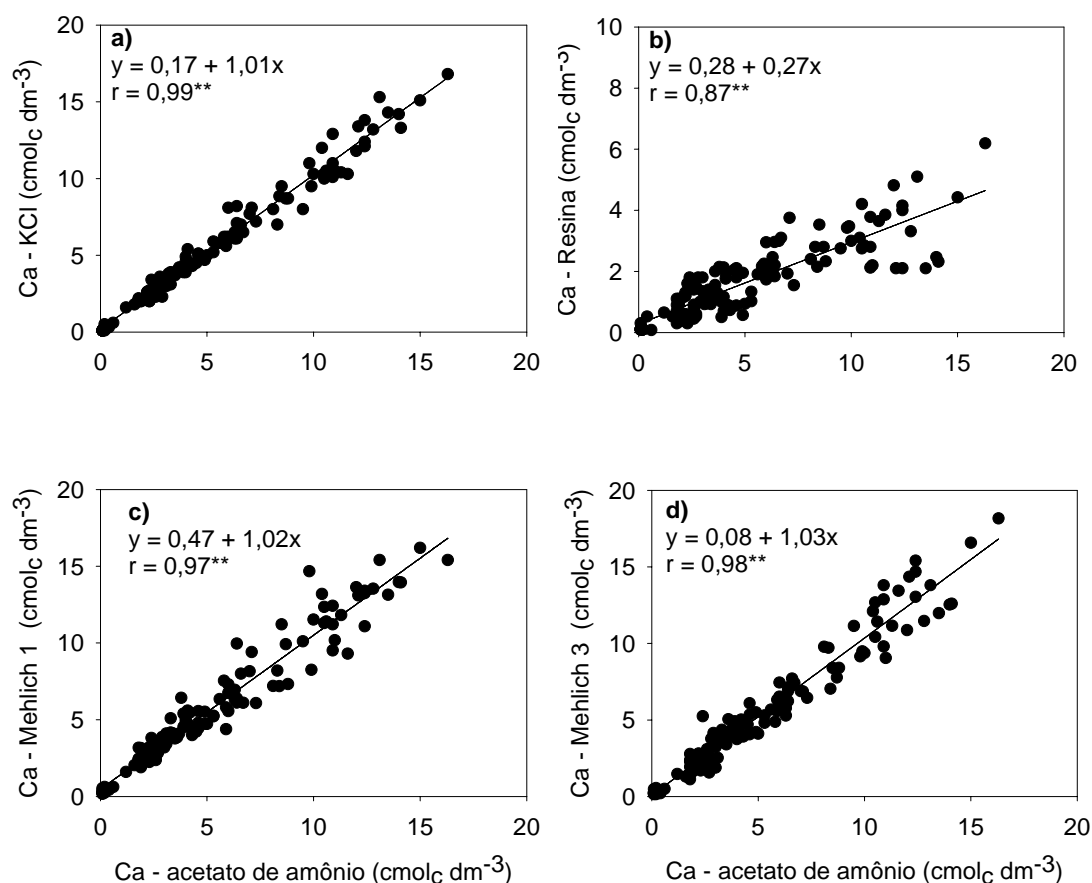 a)
y = 0,17 + 1,01x
r = 0,99**
Ca - KCl (cmolc dm-3)
20
15
10
5
0
0 5 10 15 20
b)
y = 0,28 + 0,27x
r = 0,87**
Ca - Resina (cmolc dm-3)
10
8
6
4
2
0
0 5 10 15 20
c)
y = 0,47 + 1,02x
r = 0,97**
Ca - Mehlich 1 (cmolc dm-3)
20
15
10
5
0
0 5 10 15 20
Ca - acetato de amônio (cmolc dm-3)
d)
y = 0,08 + 1,03x
r = 0,98**
Ca - Mehlich 3 (cmolc dm-3)
20
15
10
5
0
0 5 10 15 20
Ca - acetato de amônio (cmolc dm-3)